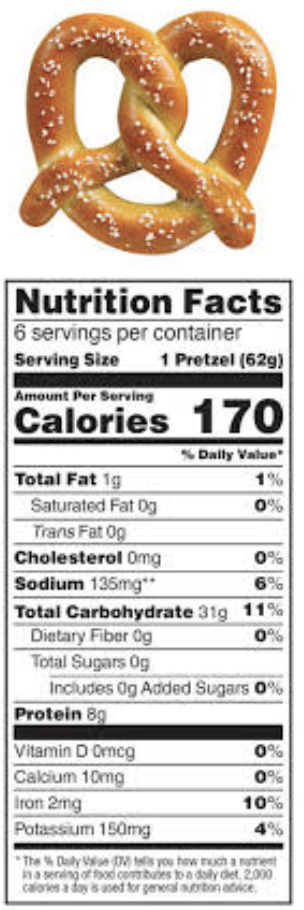 Nutrition Facts
6 servings per container
Serving Size 1 Pretzel (62g)
Amount Per Serving
Calories 170
% Daily Value*
Total Fat 1g 1%
Saturated Fat 0g 0%
Trans Fat 0g
Cholesterol 0mg 0%
Sodium 135mg** 6%
Total Carbohydrate 31g 11%
Dietary Fiber 0g 0%
Total Sugars 0g
Includes 0g Added Sugars 0%
Protein 8g
Vitamin D 0mcg 0%
Calcium 10mg 0%
Iron 2mg 10%
Potassium 150mg 4%
* The % Daily Value (DV) tells you how much a nutrient
in a serving of food contributes to a daily diet. 2,000
calories a day is used for general nutrition advice.